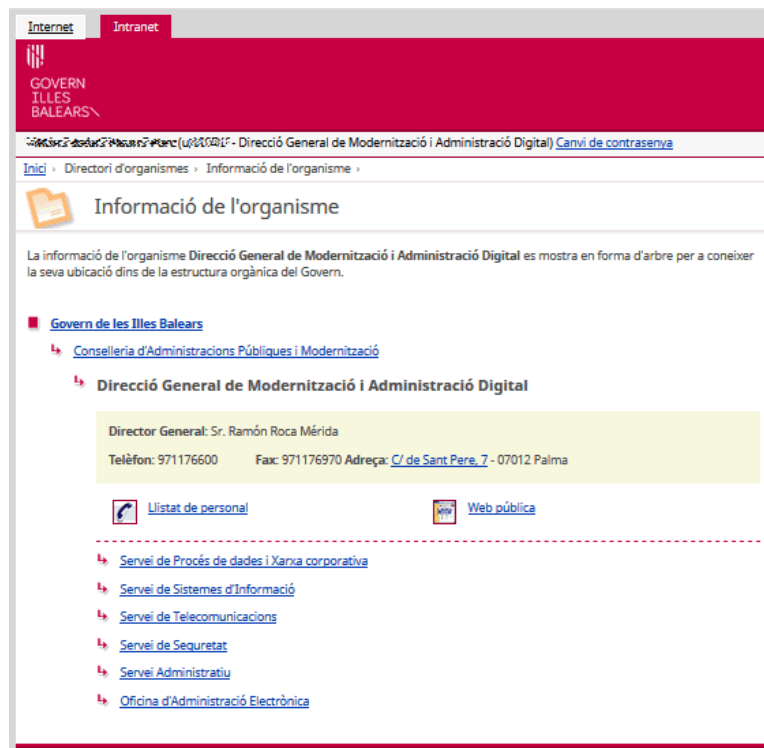 Internet Intranet
GOVERN
ILLES
BALEARS
- Direcció General de Modernització i Administració Digital) Canvi de contrasenya
Inici › Directori d'organismes › Informació de l'organisme ›
Informació de l'organisme
La informació de l'organisme Direcció General de Modernització i Administració Digital es mostra en forma d'arbre per a coneixer
la seva ubicació dins de la estructura orgànica del Govern.
Govern de les Illes Balears
Conselleria d'Administracions Públiques i Modernització
Direcció General de Modernització i Administració Digital
Director General: Sr. Ramón Roca Mérida
Telèfon: 971176600 Fax: 971176970 Adreça: C/ de Sant Pere, 7 - 07012 Palma
Llistat de personal Web pública
Servei de Procés de dades i Xarxa corporativa
Servei de Sistemes d'Informació
Servei de Telecomunicacions
Servei de Seguretat
Servei Administratiu
Oficina d'Administració Electrònica